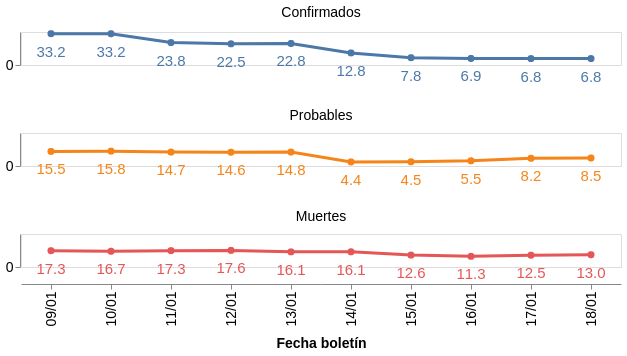 Confirmados
0
33.2 33.2 23.8 22.5 22.8 12.8 7.8 6.9 6.8 6.8
Probables
0
15.5 15.8 14.7 14.6 14.8 4.4 4.5 5.5 8.2 8.5
Muertes
0
17.3 16.7 17.3 17.6 16.1 16.1 12.6 11.3 12.5 13.0
09/01 10/01 11/01 12/01 13/01 14/01 15/01 16/01 17/01 18/01
Fecha boletín